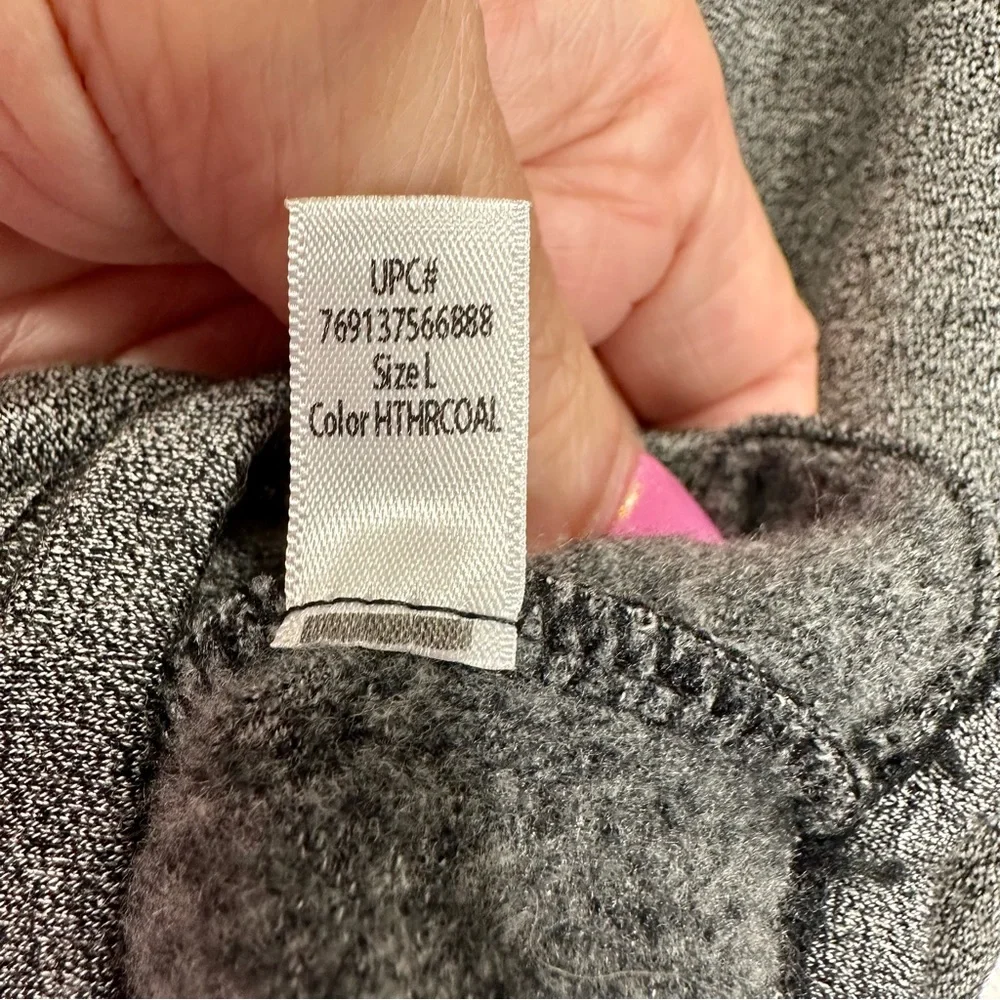 UPC#
769137566888
Size L
Color HTHRCOAL